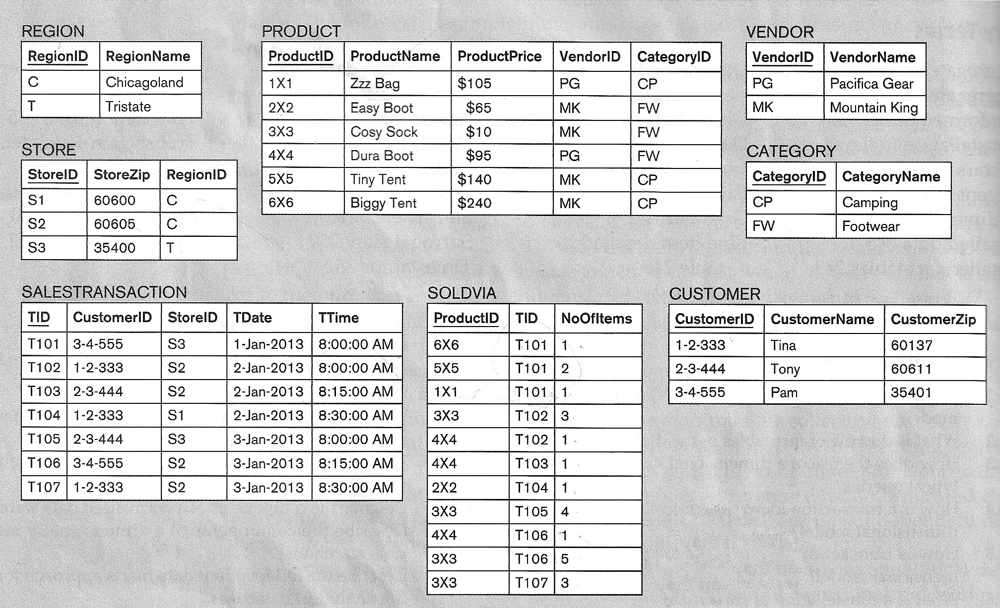 REGION
RegionID RegionName
C Chicagoland
T Tristate
STORE
StoreID StoreZip RegionID
S1 60600 C
S2 60605 C
S3 35400 T
PRODUCT
ProductID ProductName ProductPrice VendorID CategoryID
1X1 Zzz Bag $105 PG CP
2X2 Easy Boot $65 MK FW
3X3 Cosy Sock $10 MK FW
4X4 Dura Boot $95 PG FW
5X5 Tiny Tent $140 MK CP
6X6 Biggy Tent $240 MK CP
VENDOR
VendorID VendorName
PG Pacifica Gear
MK Mountain King
CATEGORY
CategoryID CategoryName
CP Camping
FW Footwear
SALESTRANSACTION
TID CustomerID StoreID TDate TTime
T101 3-4-555 S3 1-Jan-2013 8:00:00 AM
T102 1-2-333 S2 2-Jan-2013 8:00:00 AM
T103 2-3-444 S2 2-Jan-2013 8:15:00 AM
T104 1-2-333 S1 2-Jan-2013 8:30:00 AM
T105 2-3-444 S3 3-Jan-2013 8:00:00 AM
T106 3-4-555 S2 3-Jan-2013 8:15:00 AM
T107 1-2-333 S2 3-Jan-2013 8:30:00 AM
SOLDVIA
ProductID TID NoOfItems
6X6 T101 1
5X5 T101 2
1X1 T101 1
3X3 T102 3
4X4 T102 1
4X4 T103 1
2X2 T104 1
3X3 T105 4
4X4 T106 1
3X3 T106 5
3X3 T107 3
CUSTOMER
CustomerID CustomerName CustomerZip
1-2-333 Tina 60137
2-3-444 Tony 60611
3-4-555 Pam 35401